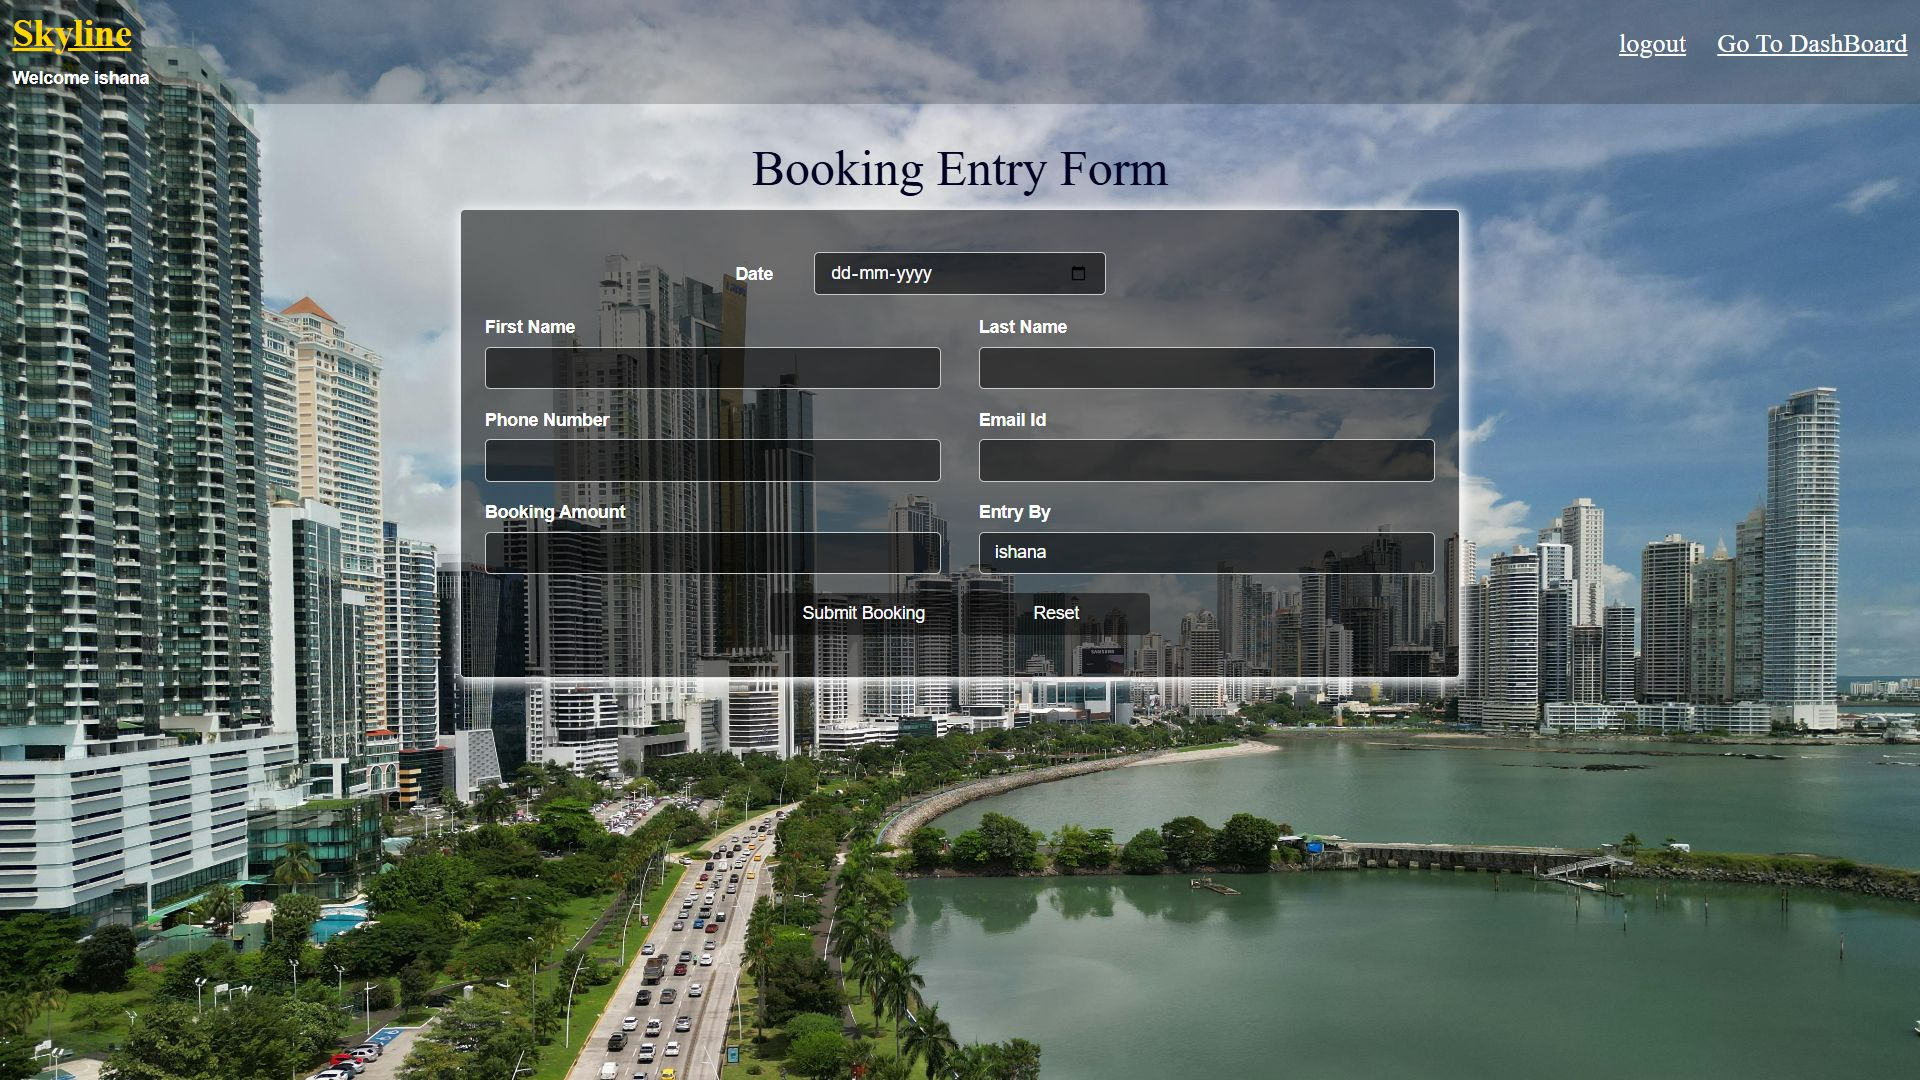 Skyline
Welcome ishana
logout Go To DashBoard
Booking Entry Form
Date dd-mm-yyyy
First Name Last Name
Phone Number Email Id
Booking Amount Entry By
ishana
Submit Booking Reset
SAMSUNG